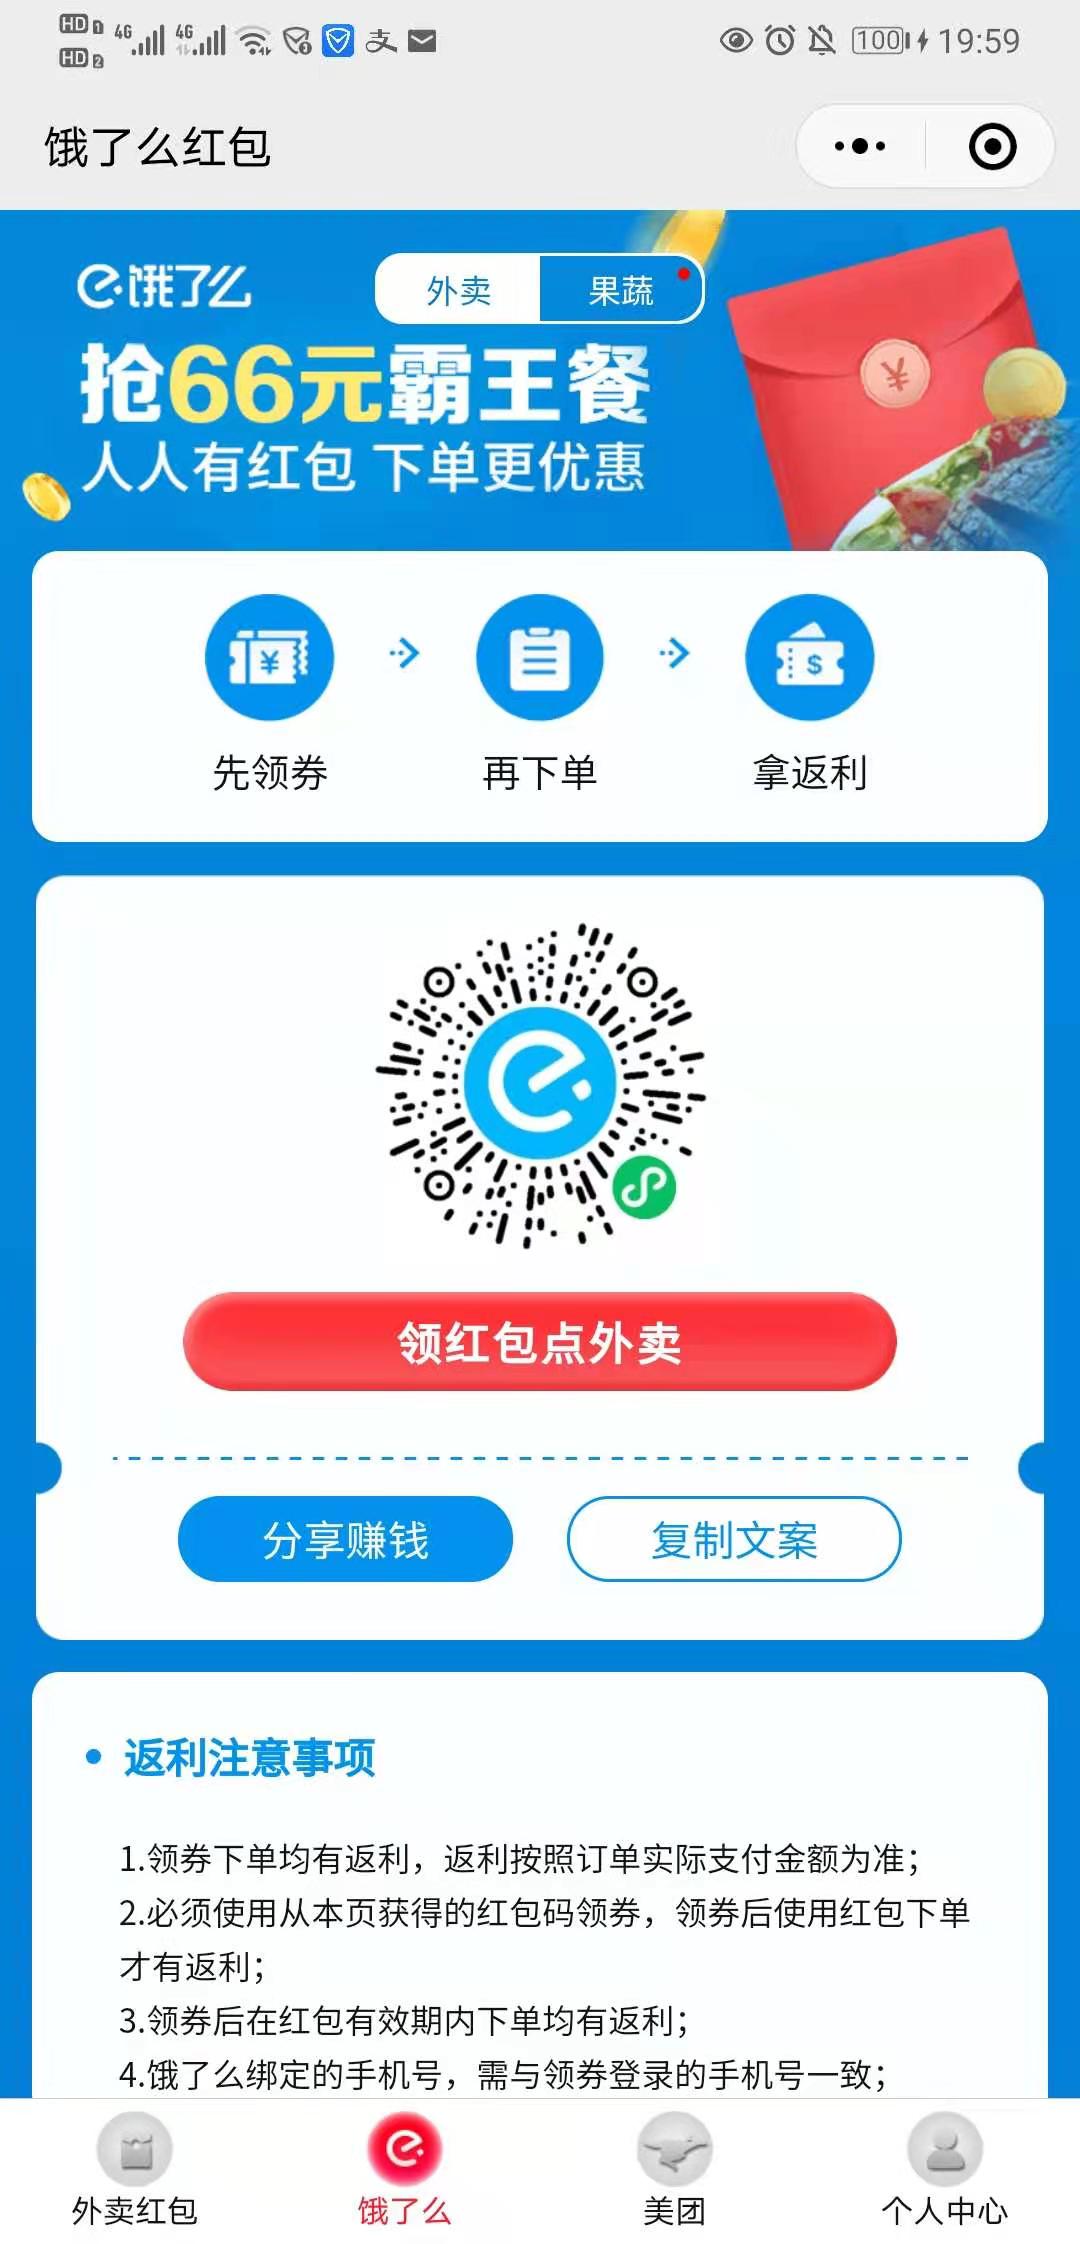 HD 1 4G 4G 支 100 19:59
HD 2
饿了么红包
饿了么 外卖 果蔬
抢66元霸王餐
人人有红包 下单更优惠
先领券 再下单 拿返利
领红包点外卖
分享赚钱 复制文案
返利注意事项
1.领券下单均有返利，返利按照订单实际支付金额为准；
2.必须使用从本页获得的红包码领券，领券后使用红包下单
才有返利；
3.领券后在红包有效期内下单均有返利；
4.饿了么绑定的手机号，需与领券登录的手机号一致；
外卖红包 饿了么 美团 个人中心